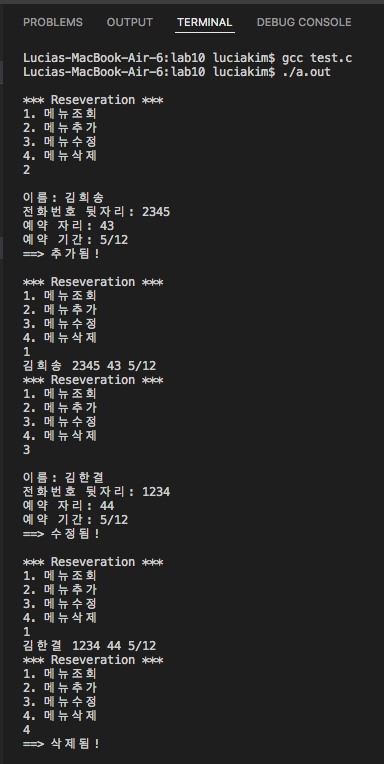 PROBLEMS OUTPUT TERMINAL DEBUG CONSOLE
Lucias-MacBook-Air-6:lab10 luciakim$ gcc test.c
Lucias-MacBook-Air-6:lab10 luciakim$ ./a.out
*** Reseveration ***
1. 메뉴조회
2. 메뉴추가
3. 메뉴수정
4. 메뉴삭제
2
이름: 김희송
전화번호 뒷자리: 2345
예약 자리: 43
예약 기간: 5/12
==> 추가됨!
*** Reseveration ***
1. 메뉴조회
2. 메뉴추가
3. 메뉴수정
4. 메뉴삭제
1
김희송 2345 43 5/12
*** Reseveration ***
1. 메뉴조회
2. 메뉴추가
3. 메뉴수정
4. 메뉴삭제
3
이름: 김한결
전화번호 뒷자리: 1234
예약 자리: 44
예약 기간: 5/12
==> 수정됨!
*** Reseveration ***
1. 메뉴조회
2. 메뉴추가
3. 메뉴수정
4. 메뉴삭제
1
김한결 1234 44 5/12
*** Reseveration ***
1. 메뉴조회
2. 메뉴추가
3. 메뉴수정
4. 메뉴삭제
4
==> 삭제됨!